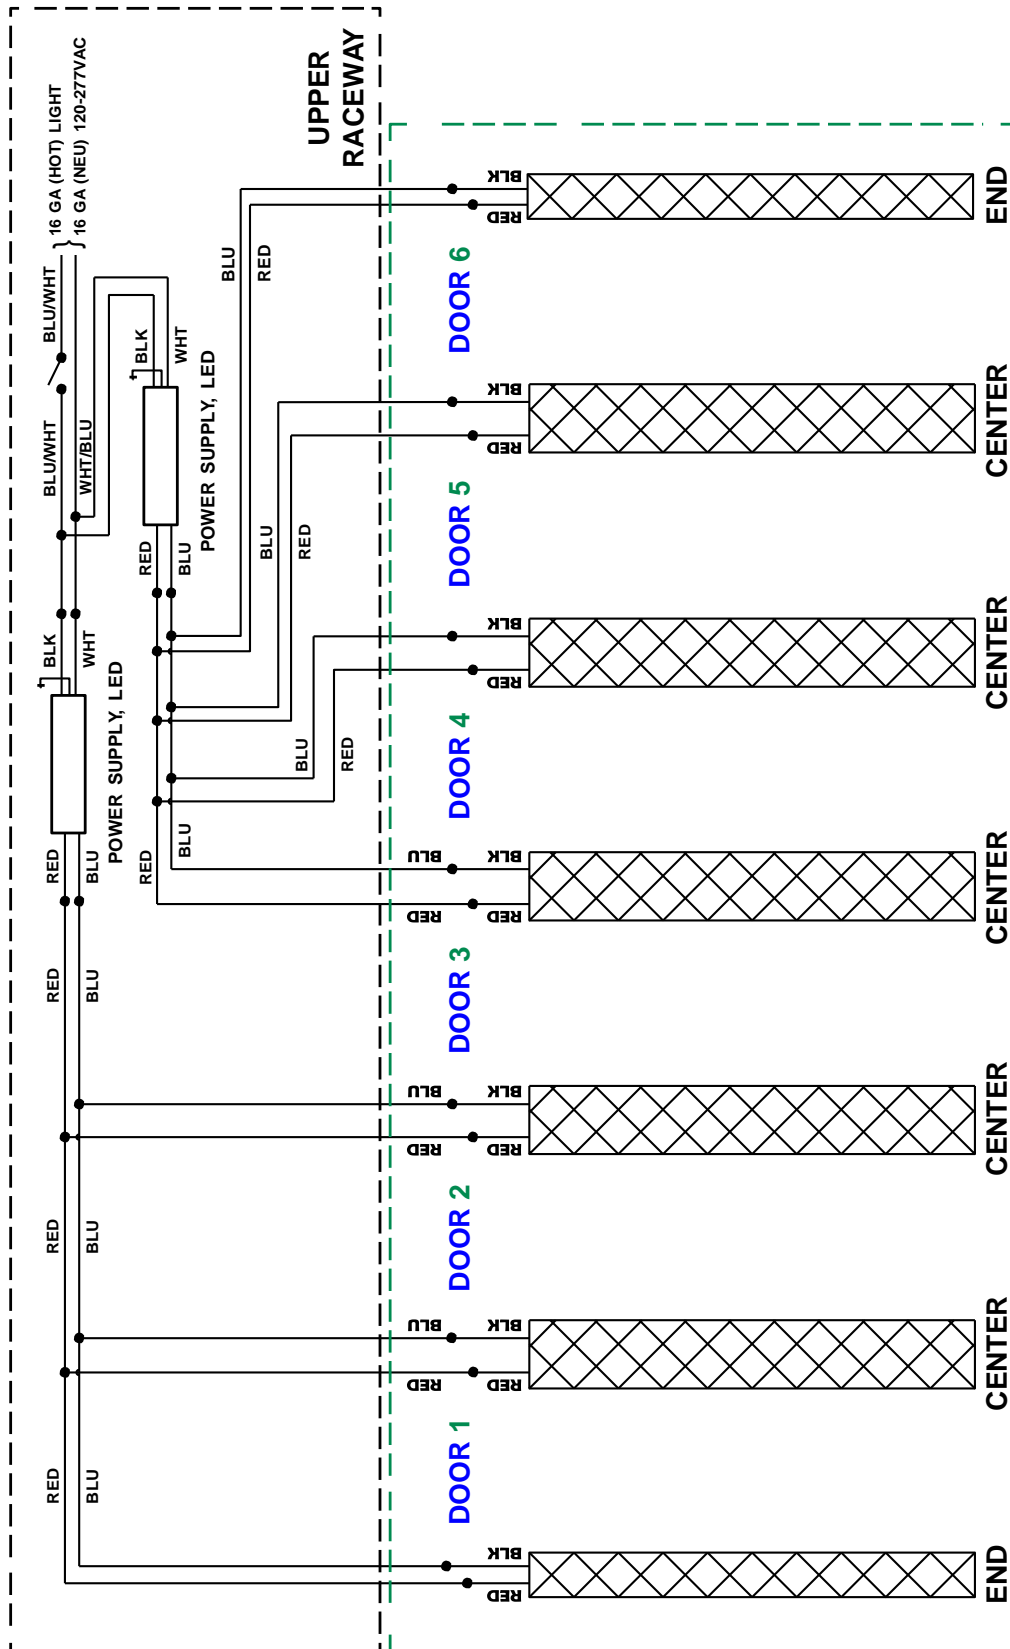 16 GA (HOT) LIGHT
16 GA (NEU) 120-277VAC
UPPER
RACEWAY
BLU/WHT
BLU/WHT
WHT/BLU
BLK
WHT
POWER SUPPLY, LED
BLK
WHT
POWER SUPPLY, LED
RED
BLU
RED
BLU
RED
BLU
RED
BLU
RED
BLU
RED
BLU
RED
BLU
BLU
RED
BLU
RED
BLU
RED
BLK
RED
END
DOOR 6
BLK
RED
CENTER
DOOR 5
BLK
RED
CENTER
DOOR 4
BLU
BLK
RED
RED
CENTER
DOOR 3
BLU
BLK
RED
RED
CENTER
DOOR 2
BLU
BLK
RED
RED
CENTER
DOOR 1
BLK
RED
END